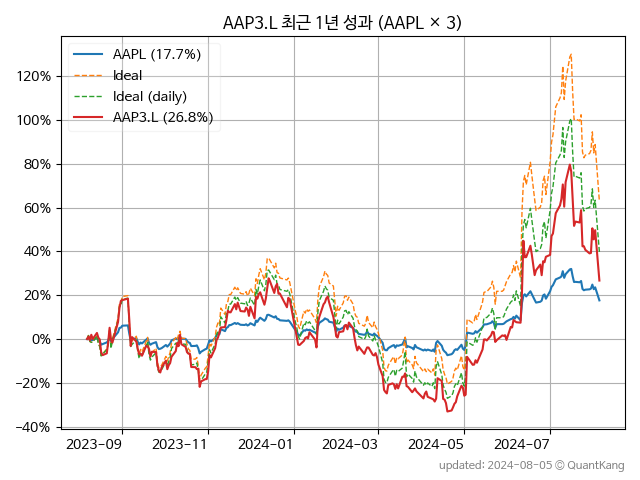 AAP3.L 최근 1년 성과 (AAPL × 3)
AAPL (17.7%)
Ideal
Ideal (daily)
AAP3.L (26.8%)
120%
100%
80%
60%
40%
20%
0%
−20%
−40%
2023-09 2023-11 2024-01 2024-03 2024-05 2024-07
updated: 2024-08-05 © QuantKang